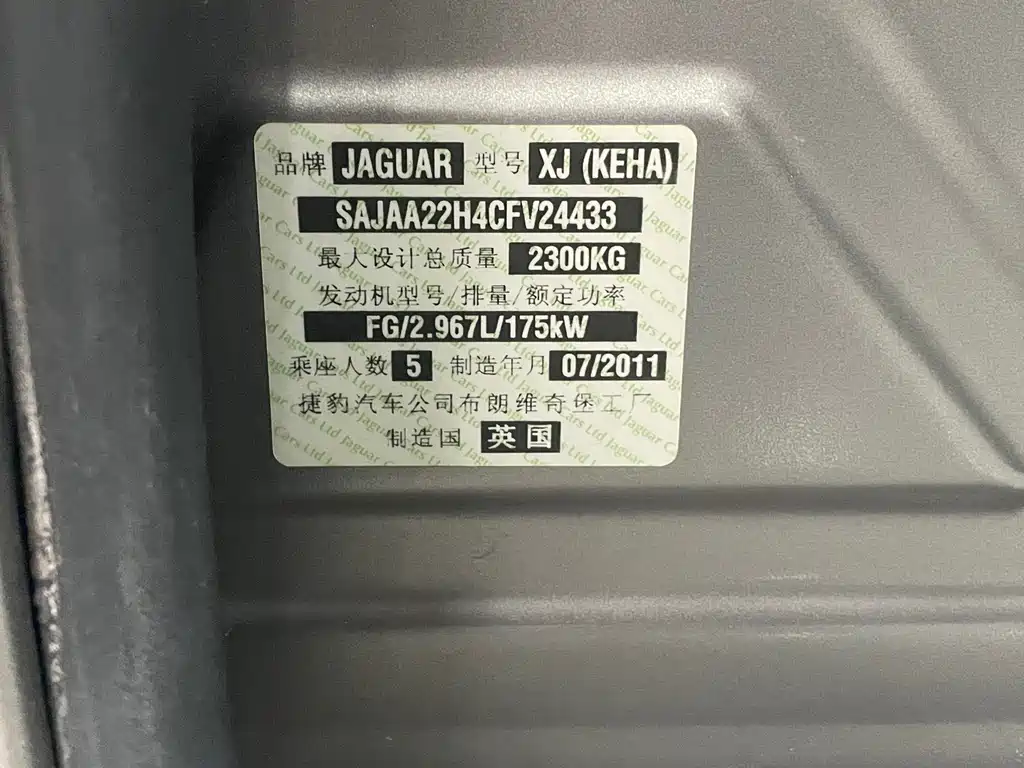 品牌 JAGUAR 型号 XJ (KEHA)
SAJAA22H4CFV24433
最大设计总质量 2300KG
发动机型号/排量/额定功率
FG/2.967L/175kW
乘座人数 5 制造年月 07/2011
捷豹汽车公司布朗维奇堡工厂
制造国 英国